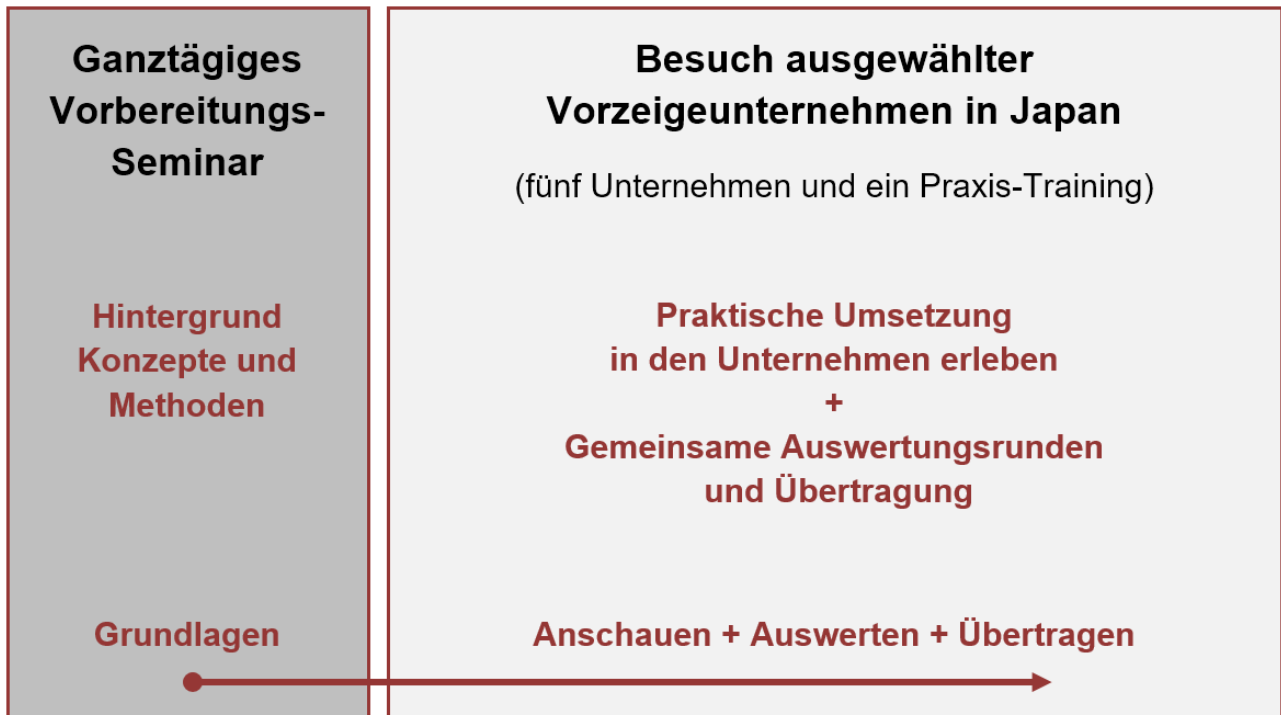 Ganztägiges
Vorbereitungs-
Seminar
Hintergrund
Konzepte und
Methoden
Grundlagen
Besuch ausgewählter
Vorzeigeunternehmen in Japan
(fünf Unternehmen und ein Praxis-Training)
Praktische Umsetzung
in den Unternehmen erleben
+
Gemeinsame Auswertungsrunden
und Übertragung
Anschauen + Auswerten + Übertragen